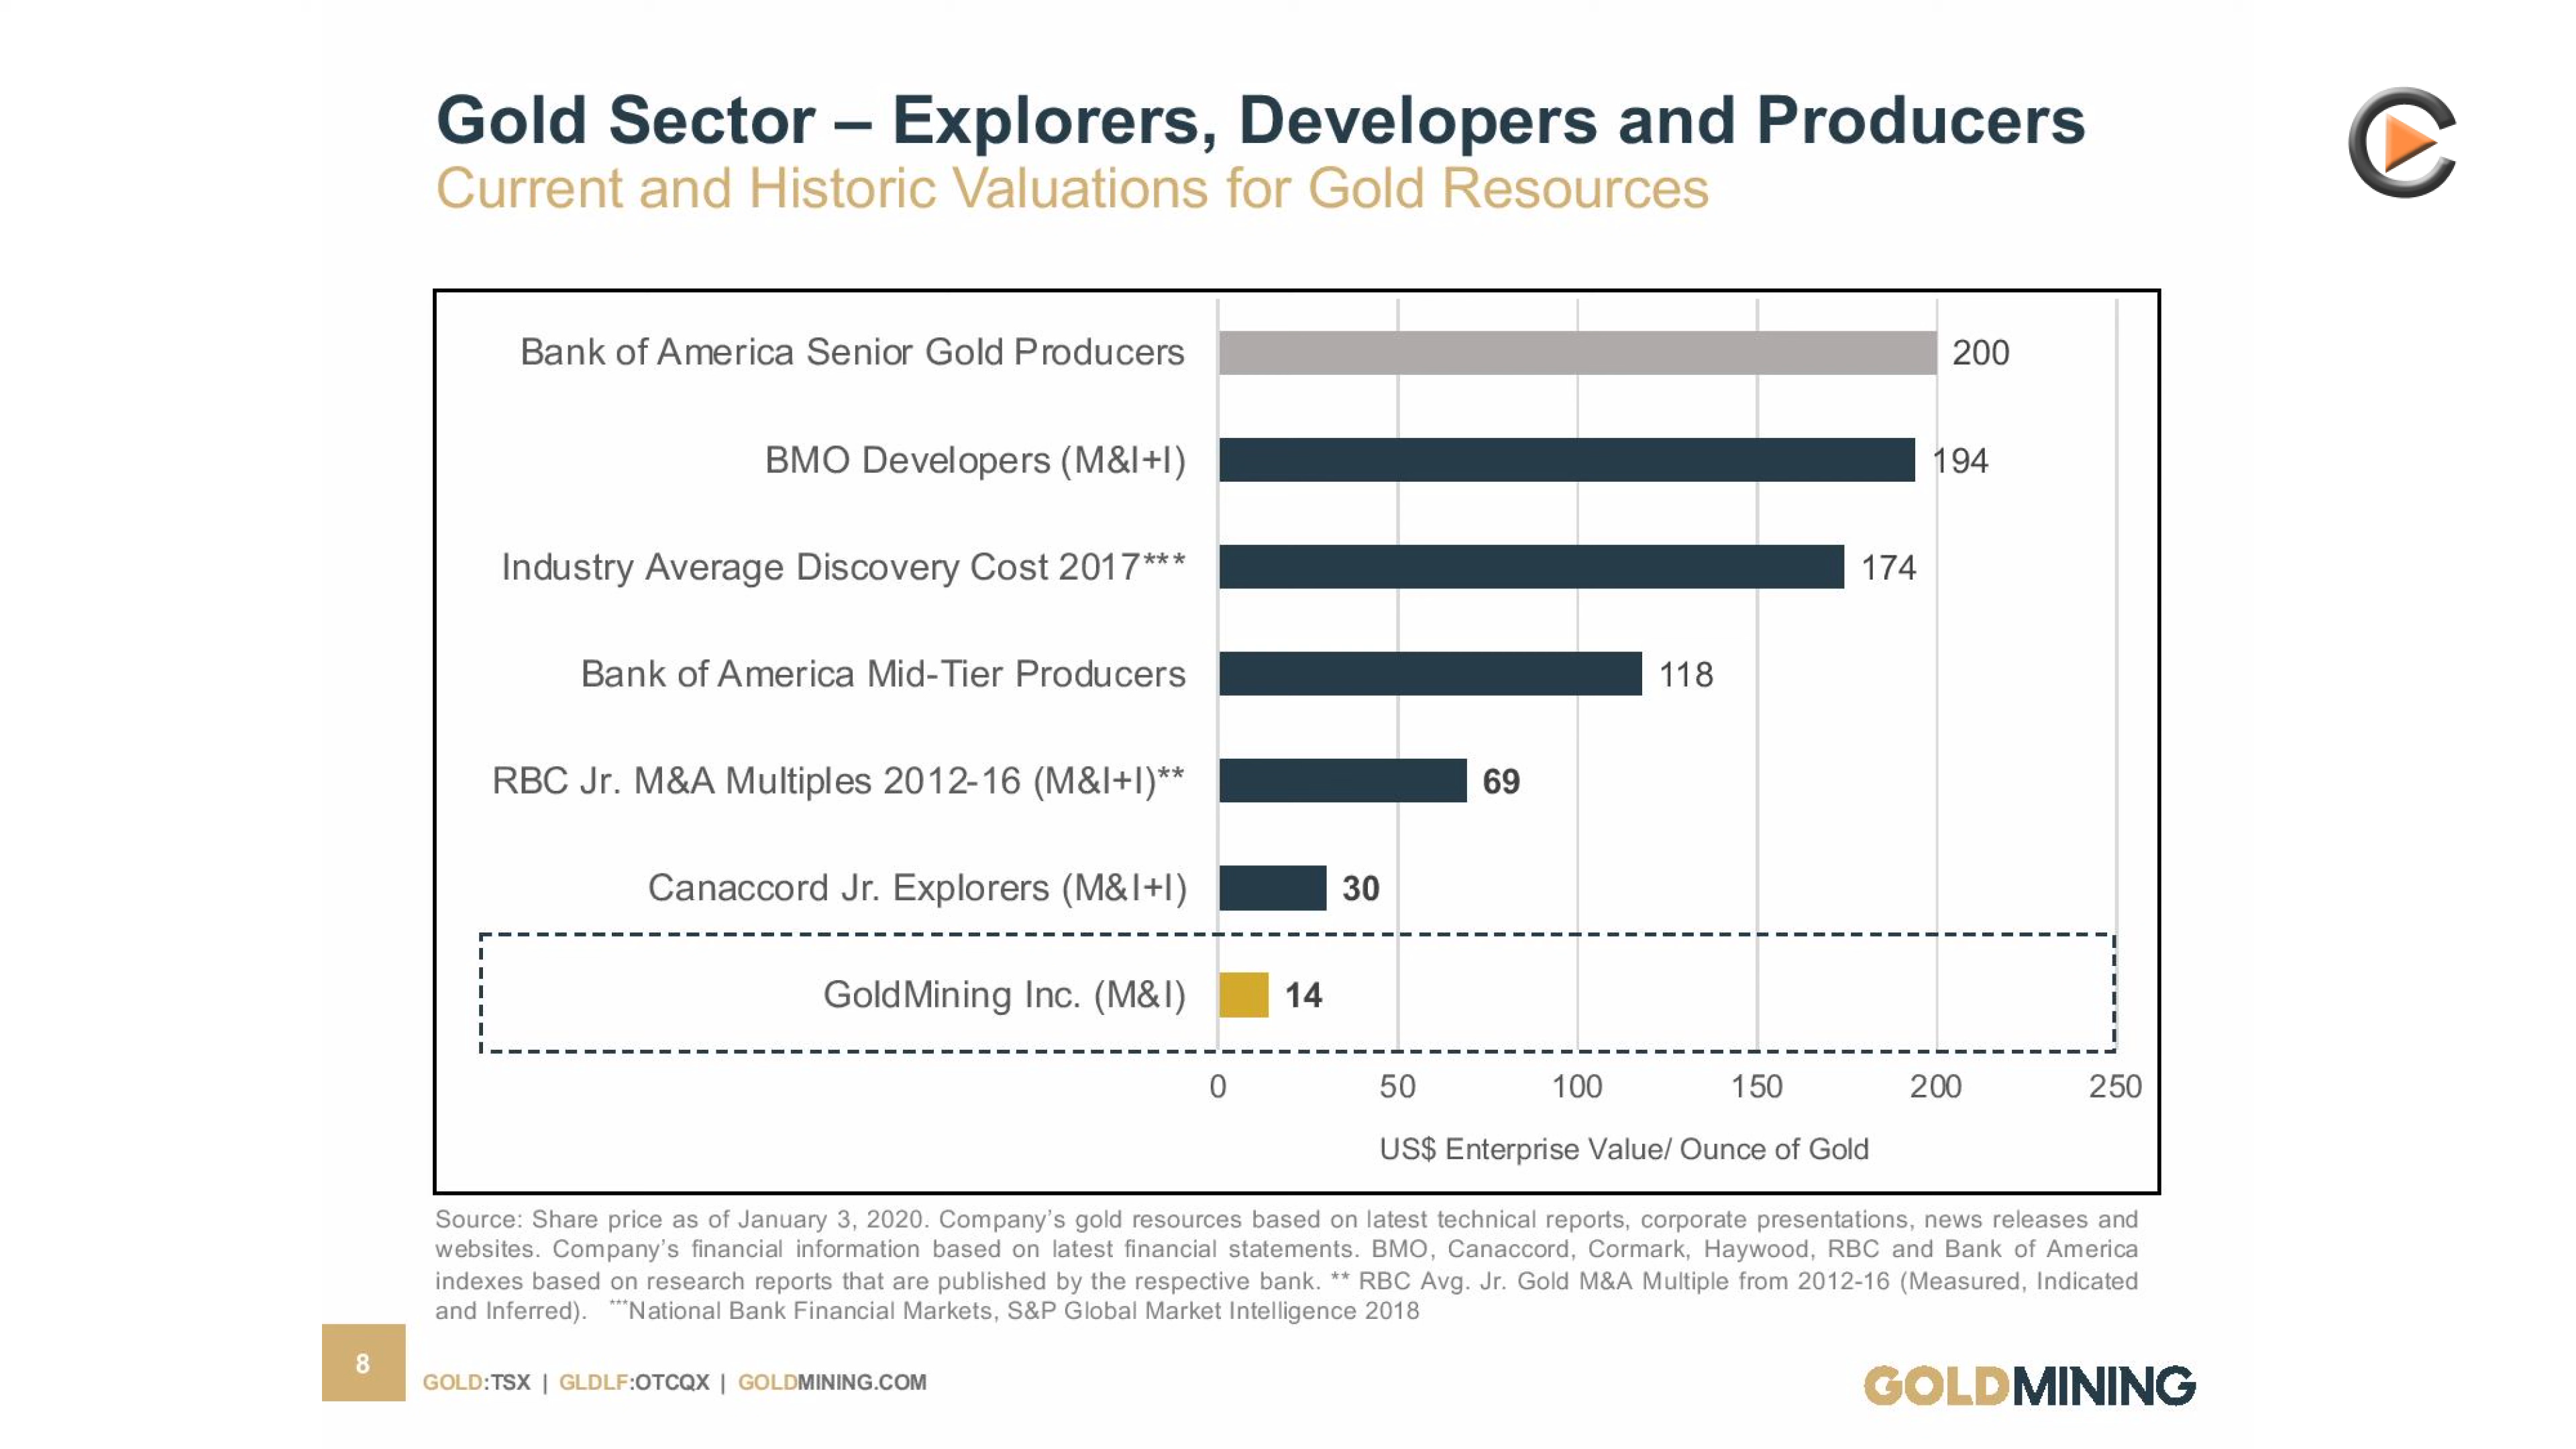 Gold Sector – Explorers, Developers and Producers
Current and Historic Valuations for Gold Resources
Bank of America Senior Gold Producers 200
BMO Developers (M&I+I) 194
Industry Average Discovery Cost 2017*** 174
Bank of America Mid-Tier Producers 118
RBC Jr. M&A Multiples 2012-16 (M&I+I)** 69
Canaccord Jr. Explorers (M&I+I) 30
GoldMining Inc. (M&I) 14
0 50 100 150 200 250
US$ Enterprise Value/ Ounce of Gold
Source: Share price as of January 3, 2020. Company’s gold resources based on latest technical reports, corporate presentations, news releases and
websites. Company’s financial information based on latest financial statements. BMO, Canaccord, Cormark, Haywood, RBC and Bank of America
indexes based on research reports that are published by the respective bank. ** RBC Avg. Jr. Gold M&A Multiple from 2012-16 (Measured, Indicated
and Inferred). ***National Bank Financial Markets, S&P Global Market Intelligence 2018
8
GOLD:TSX | GLDLF:OTCQX | GOLDMINING.COM
GOLDMINING